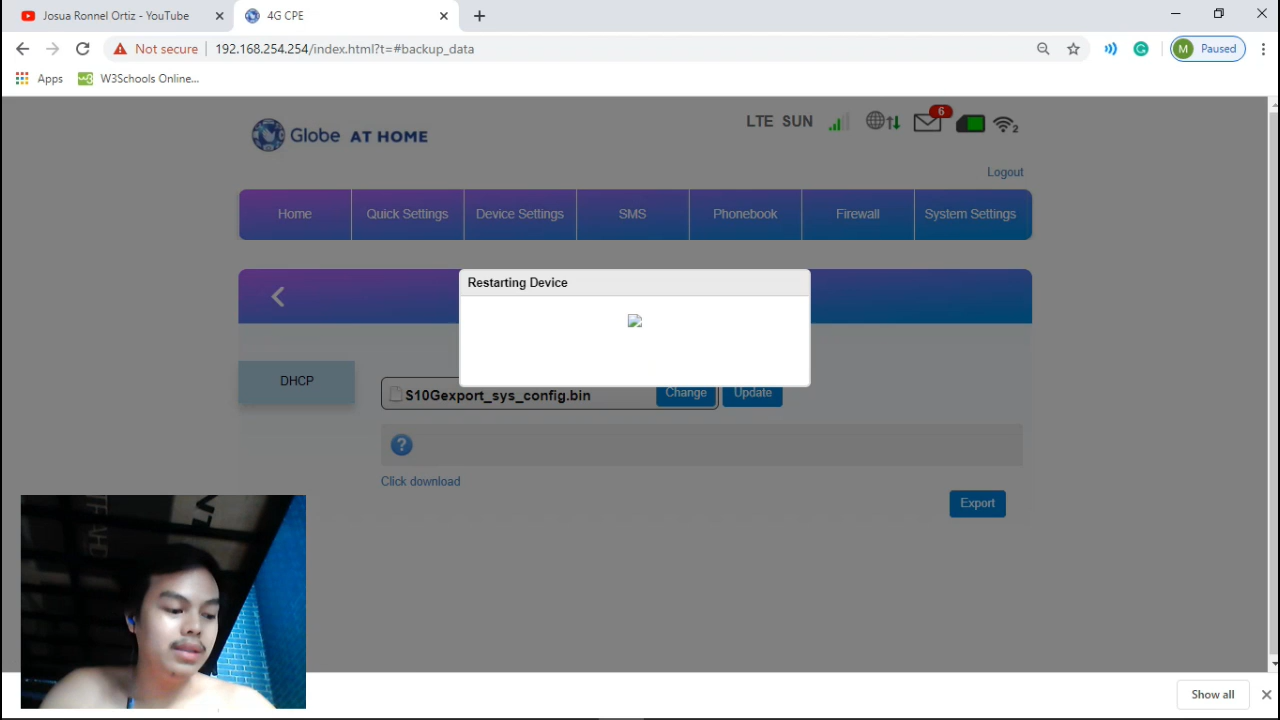 Josua Ronnel Ortiz - YouTube
4G CPE
Not secure
192.168.254.254/index.html?t=#backup_data
M
Paused
Apps
W3Schools Online...
Globe AT HOME
LTE SUN
6
2
Logout
Home
Quick Settings
Device Settings
SMS
Phonebook
Firewall
System Settings
Restarting Device
DHCP
S10Gexport_sys_config.bin
Change
Update
?
Click download
Export
Show all